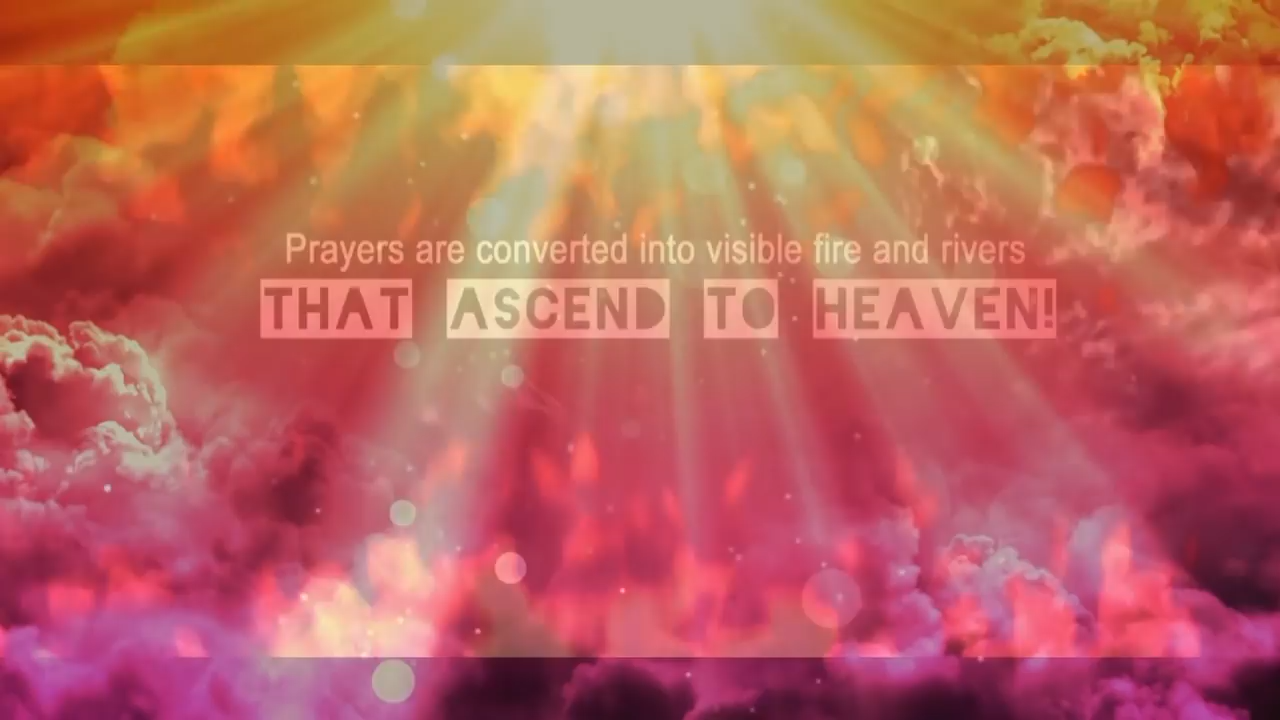 Prayers are converted into visible fire and rivers
THAT ASCEND TO HEAVEN!